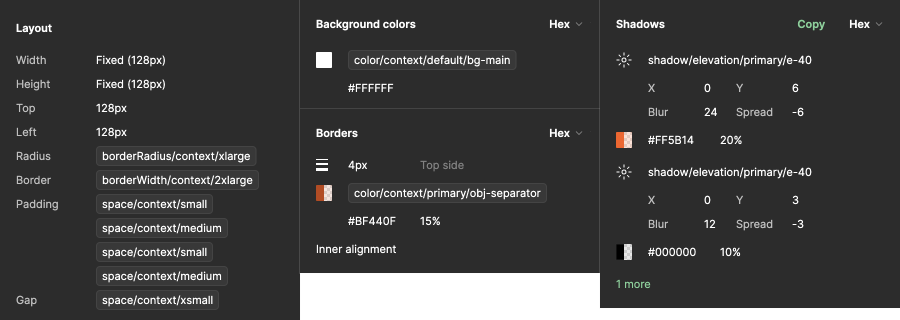 Layout
Width Fixed (128px)
Height Fixed (128px)
Top 128px
Left 128px
Radius borderRadius/context/xlarge
Border borderWidth/context/2xlarge
Padding space/context/small
space/context/medium
space/context/small
space/context/medium
Gap space/context/xsmall
Background colors Hex
color/context/default/bg-main
#FFFFFF
Borders Hex
4px Top side
color/context/primary/obj-separator
#BF440F 15%
Inner alignment
Shadows Copy Hex
shadow/elevation/primary/e-40
X 0 Y 6
Blur 24 Spread -6
#FF5B14 20%
shadow/elevation/primary/e-40
X 0 Y 3
Blur 12 Spread -3
#000000 10%
1 more